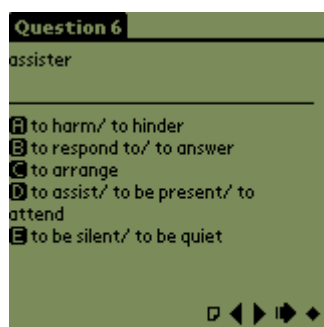 Question 6
assister
A to harm/ to hinder
B to respond to/ to answer
C to arrange
D to assist/ to be present/ to
attend
E to be silent/ to be quiet